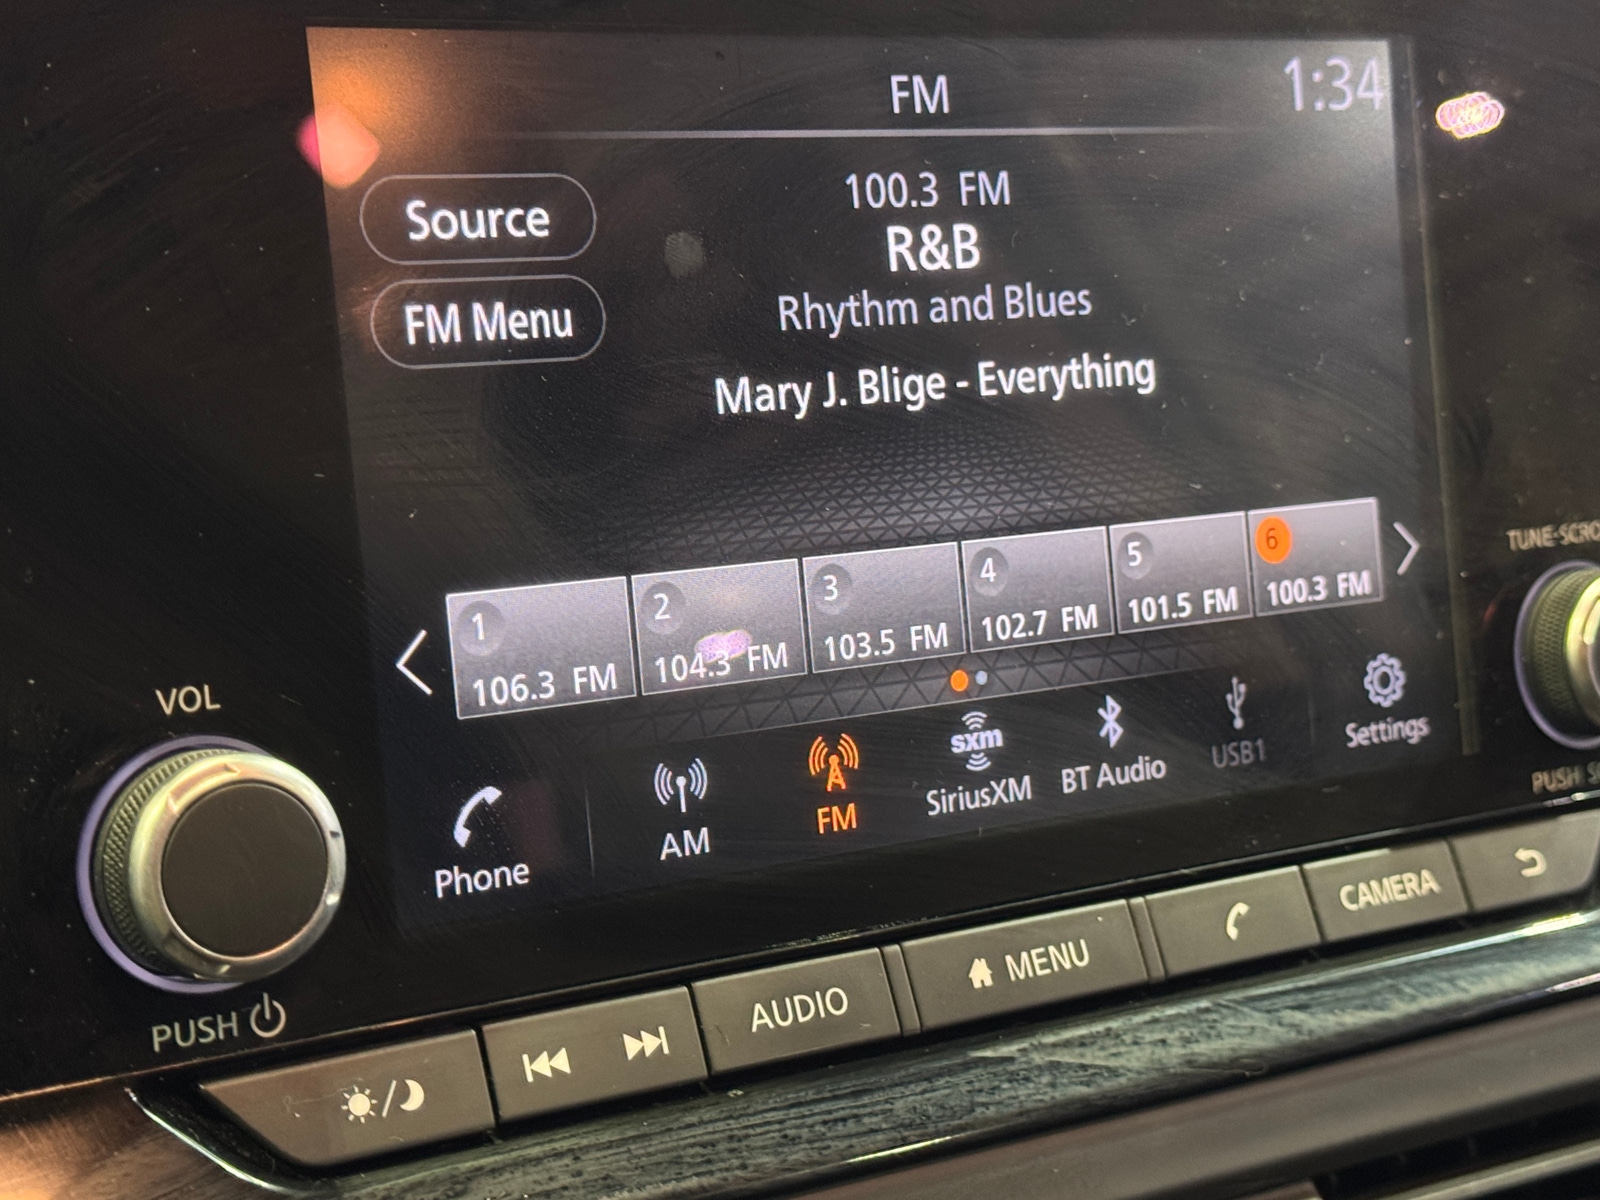 FM
1:34
Source
100.3 FM
R&B
FM Menu
Rhythm and Blues
Mary J. Blige - Everything
1
106.3 FM
2
104.3 FM
3
103.5 FM
4
102.7 FM
5
101.5 FM
6
100.3 FM
Phone
AM
FM
sxm
SiriusXM
BT Audio
USB1
Settings
VOL
PUSH
TUNE·SCRO
PUSH
AUDIO
MENU
CAMERA